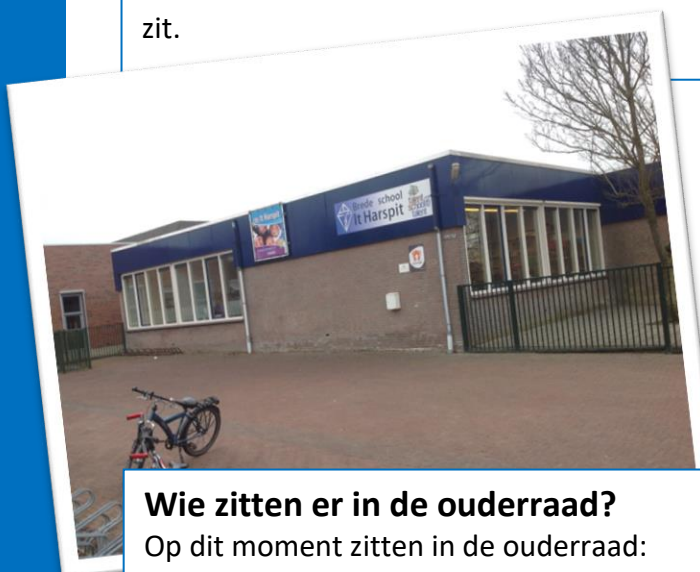 zit.
Brede school
It Harspit
Wie zitten er in de ouderraad?
Op dit moment zitten in de ouderraad: